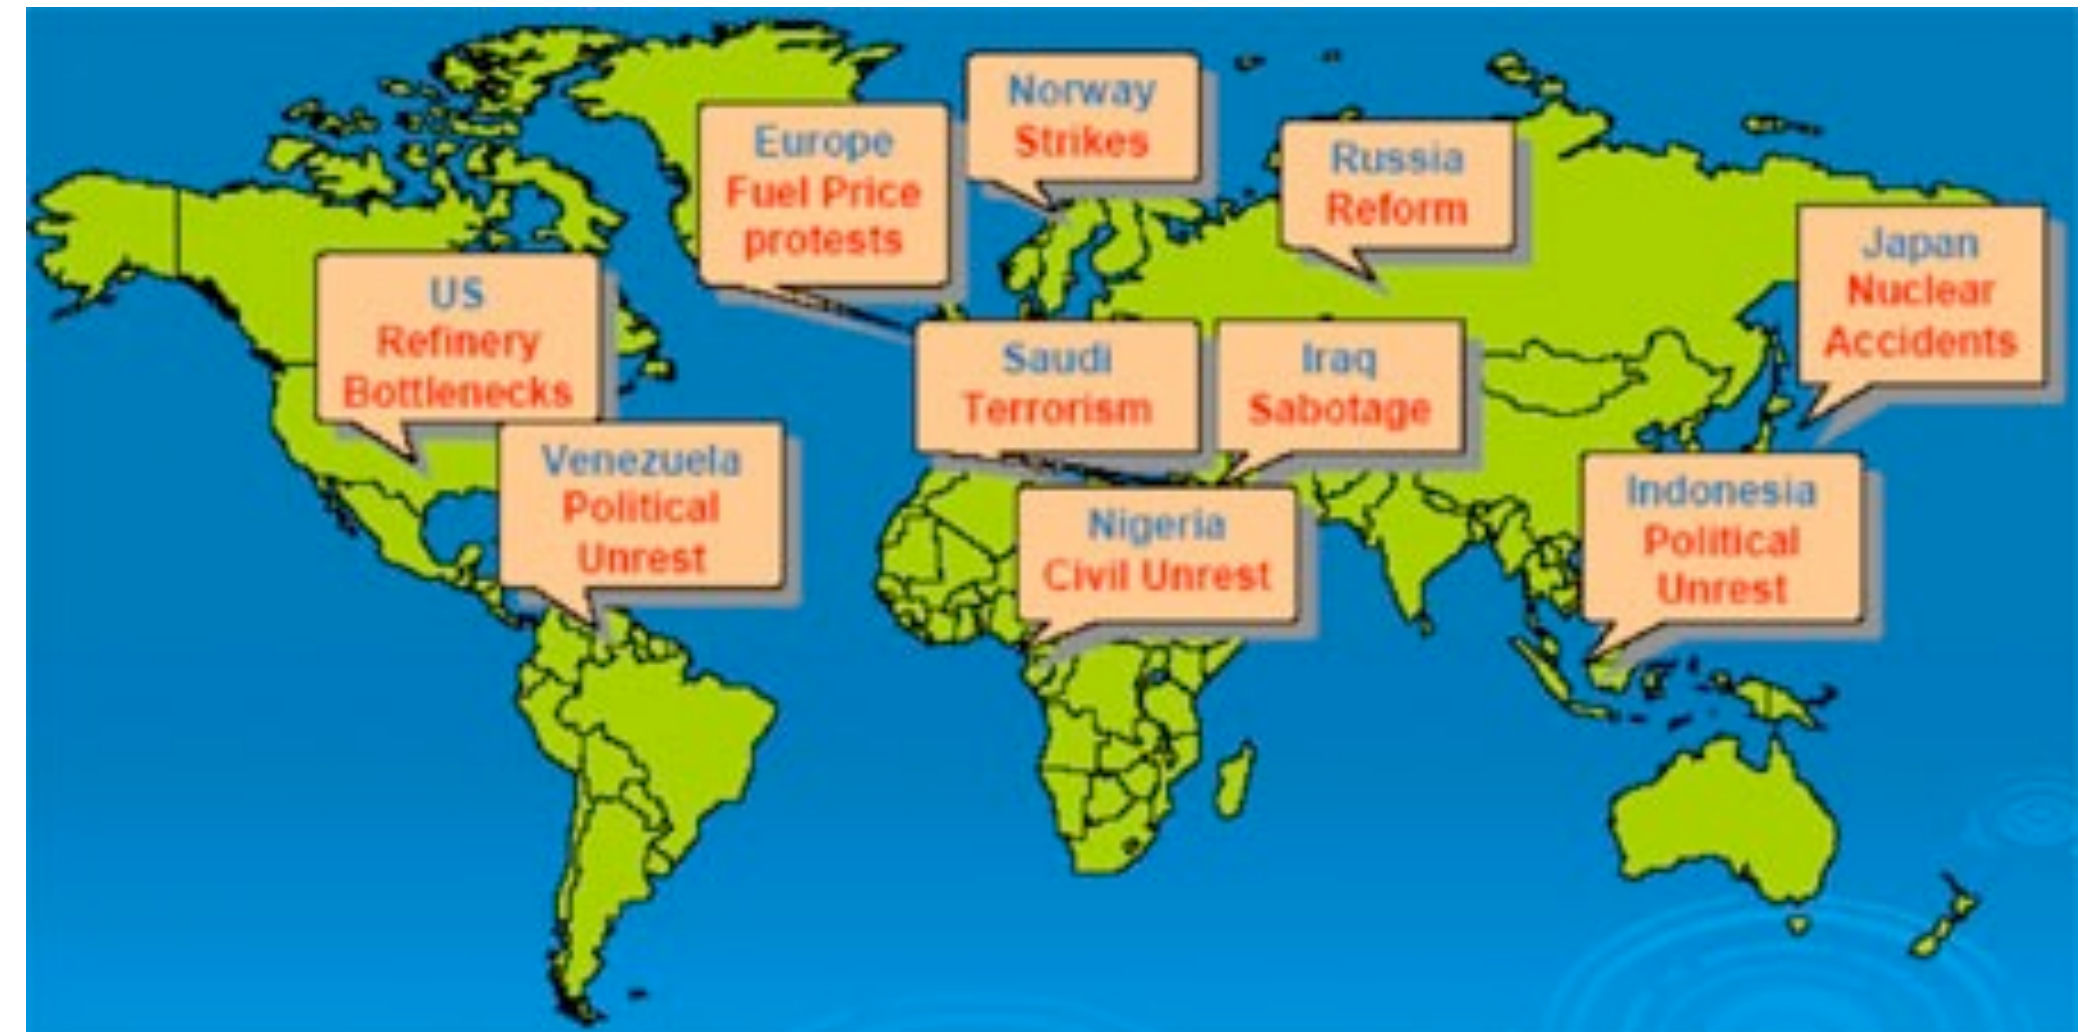 Norway
Strikes
Europe
Fuel Price
protests
Russia
Reform
Japan
Nuclear
Accidents
US
Refinery
Bottlenecks
Saudi
Terrorism
Iraq
Sabotage
Venezuela
Political
Unrest
Nigeria
Civil Unrest
Indonesia
Political
Unrest